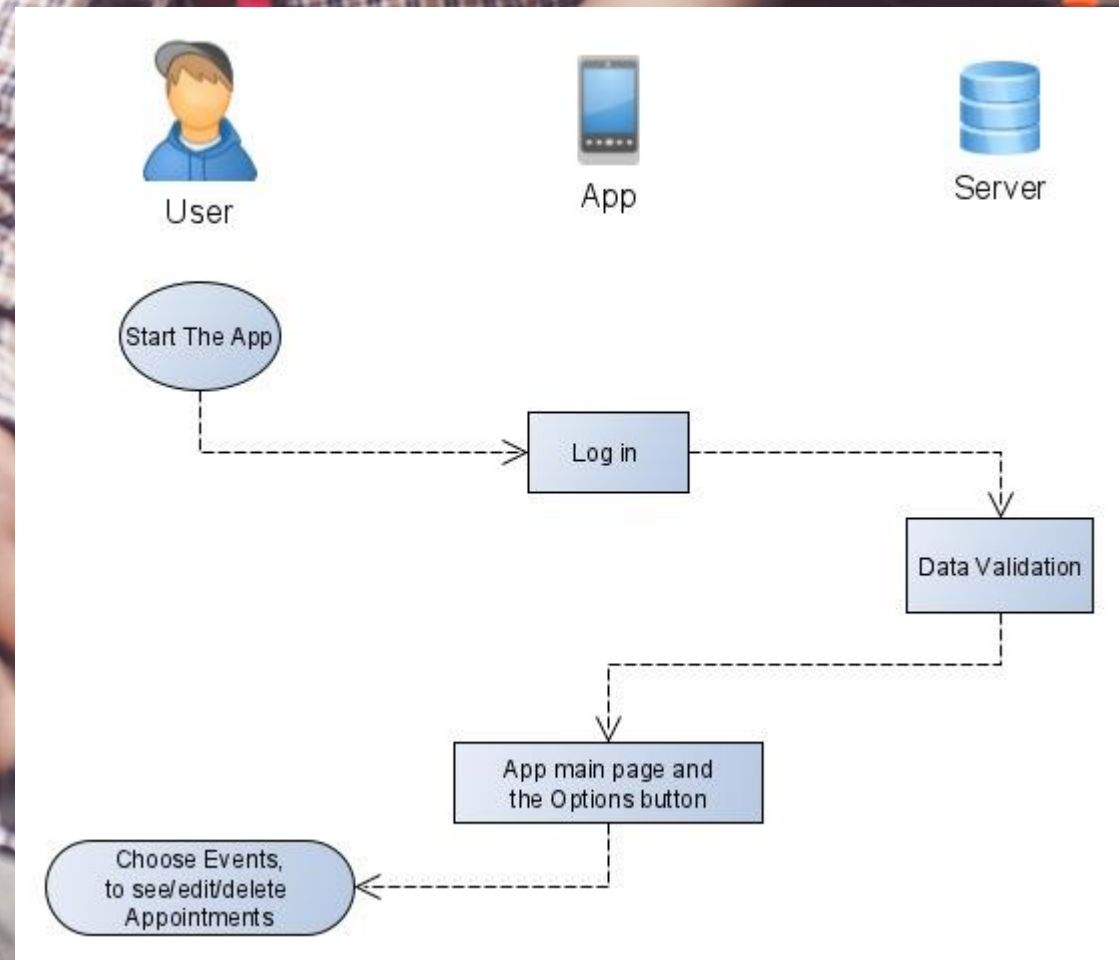 User
App
Server
Start The App
Log in
Data Validation
App main page and
the Options button
Choose Events,
to see/edit/delete
Appointments